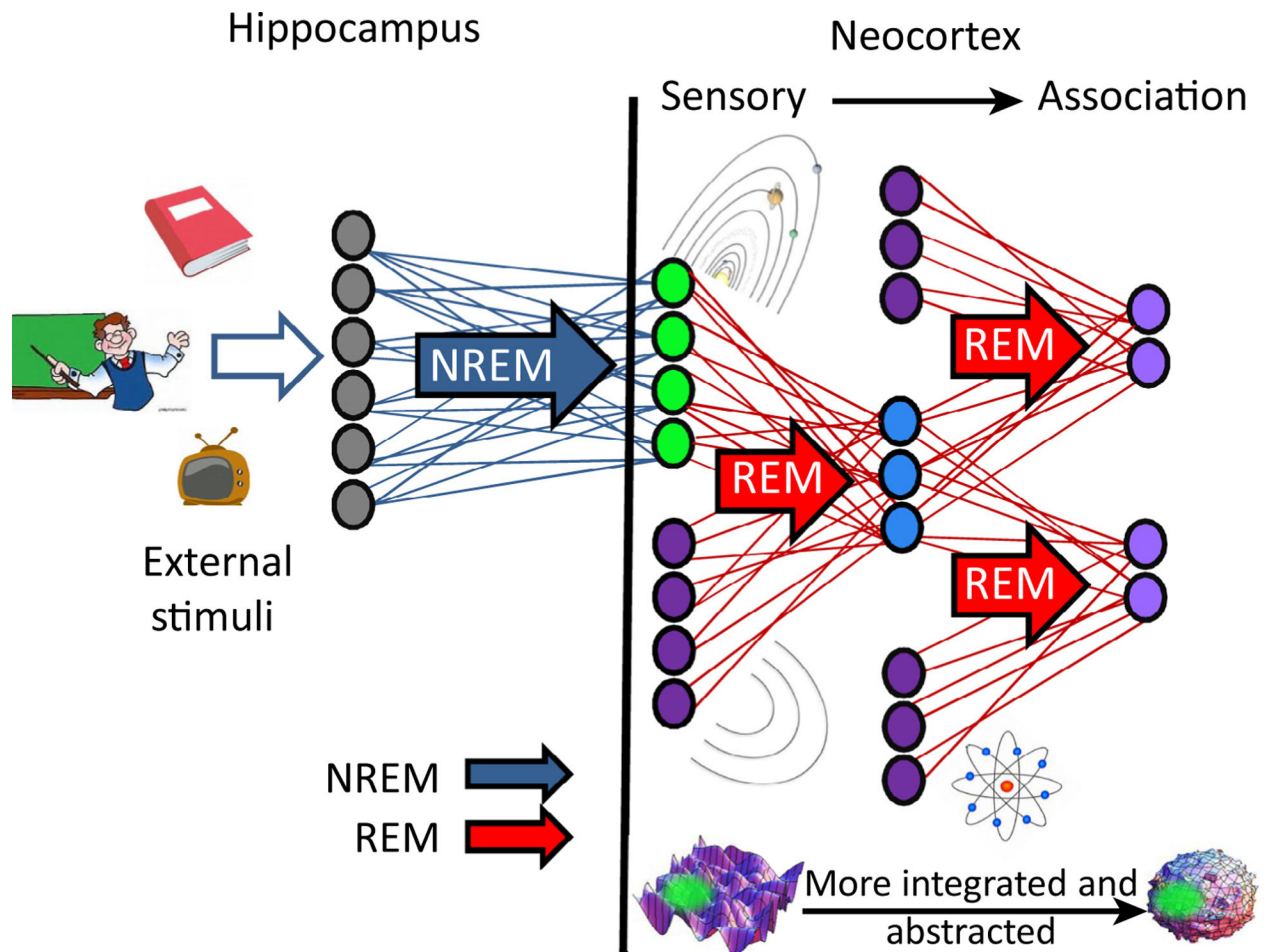 Hippocampus
Neocortex
Sensory
Association
NREM
REM
REM
REM
External
stimuli
NREM
REM
More integrated and
abstracted